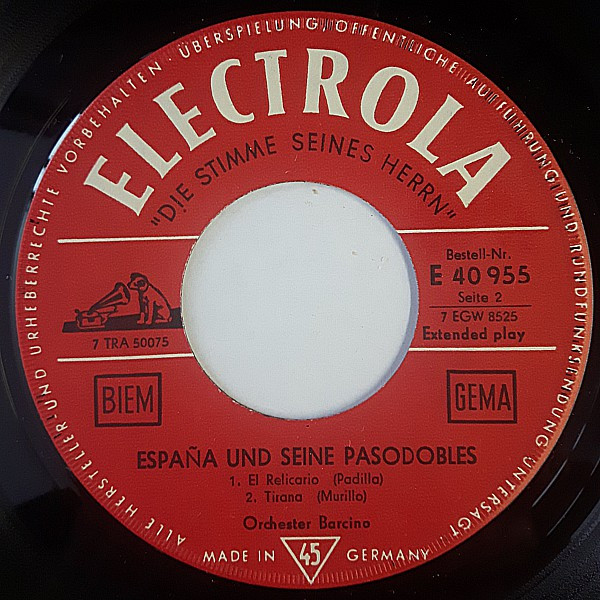 ALLE HERSTELLER- UND URHEBERRECHTE VORBEHALTEN · ÜBERSPIELUNG, ÖFFENTLICHE AUFFÜHRUNG UND RUNDFUNKSENDUNG UNTERSAGT
ELECTROLA
"DIE STIMME SEINES HERRN"
Bestell-Nr.
E 40 955
Seite 2
7 EGW 8525
Extended play
7 TRA 50075
BIEM
GEMA
ESPAÑA UND SEINE PASODOBLES
1. El Relicario (Padilla)
2. Tirana (Murillo)
Orchester Barcino
MADE IN 45 GERMANY